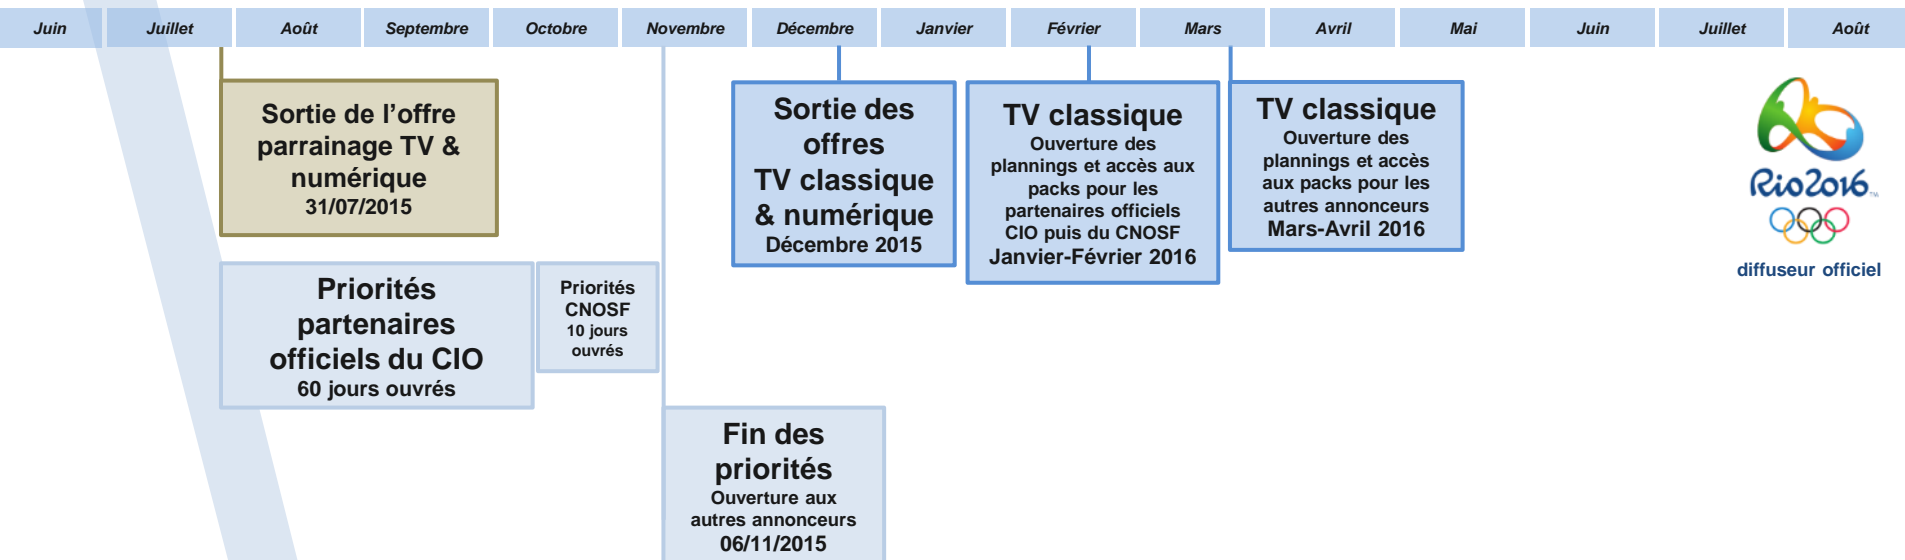 Juin Juillet Août Septembre Octobre Novembre Décembre Janvier Février Mars Avril Mai Juin Juillet Août
Sortie de l’offre
parrainage TV &
numérique
31/07/2015
Priorités
partenaires
officiels du CIO
60 jours ouvrés
Priorités
CNOSF
10 jours
ouvrés
Fin des
priorités
Ouverture aux
autres annonceurs
06/11/2015
Sortie des
offres
TV classique
& numérique
Décembre 2015
TV classique
Ouverture des
plannings et accès aux
packs pour les
partenaires officiels
CIO puis du CNOSF
Janvier-Février 2016
TV classique
Ouverture des
plannings et accès
aux packs pour les
autres annonceurs
Mars-Avril 2016
Rio2016
diffuseur officiel